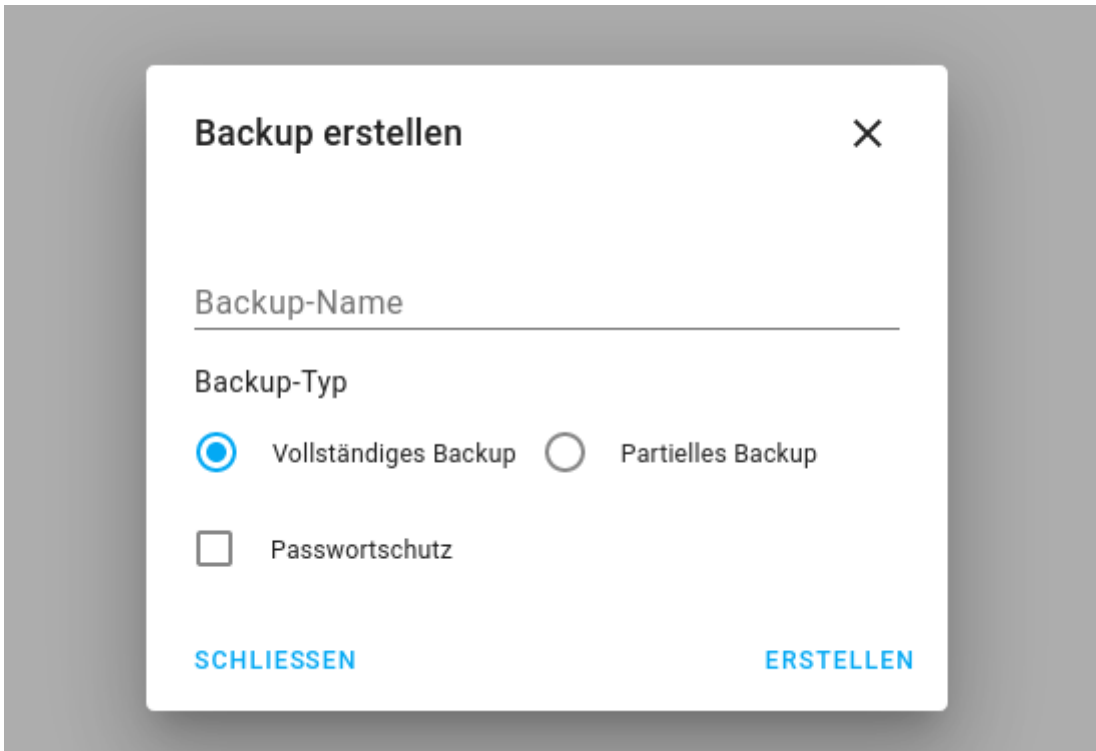 Backup erstellen
Backup-Name
Backup-Typ
Vollständiges Backup Partielles Backup
Passwortschutz
SCHLIESSEN ERSTELLEN